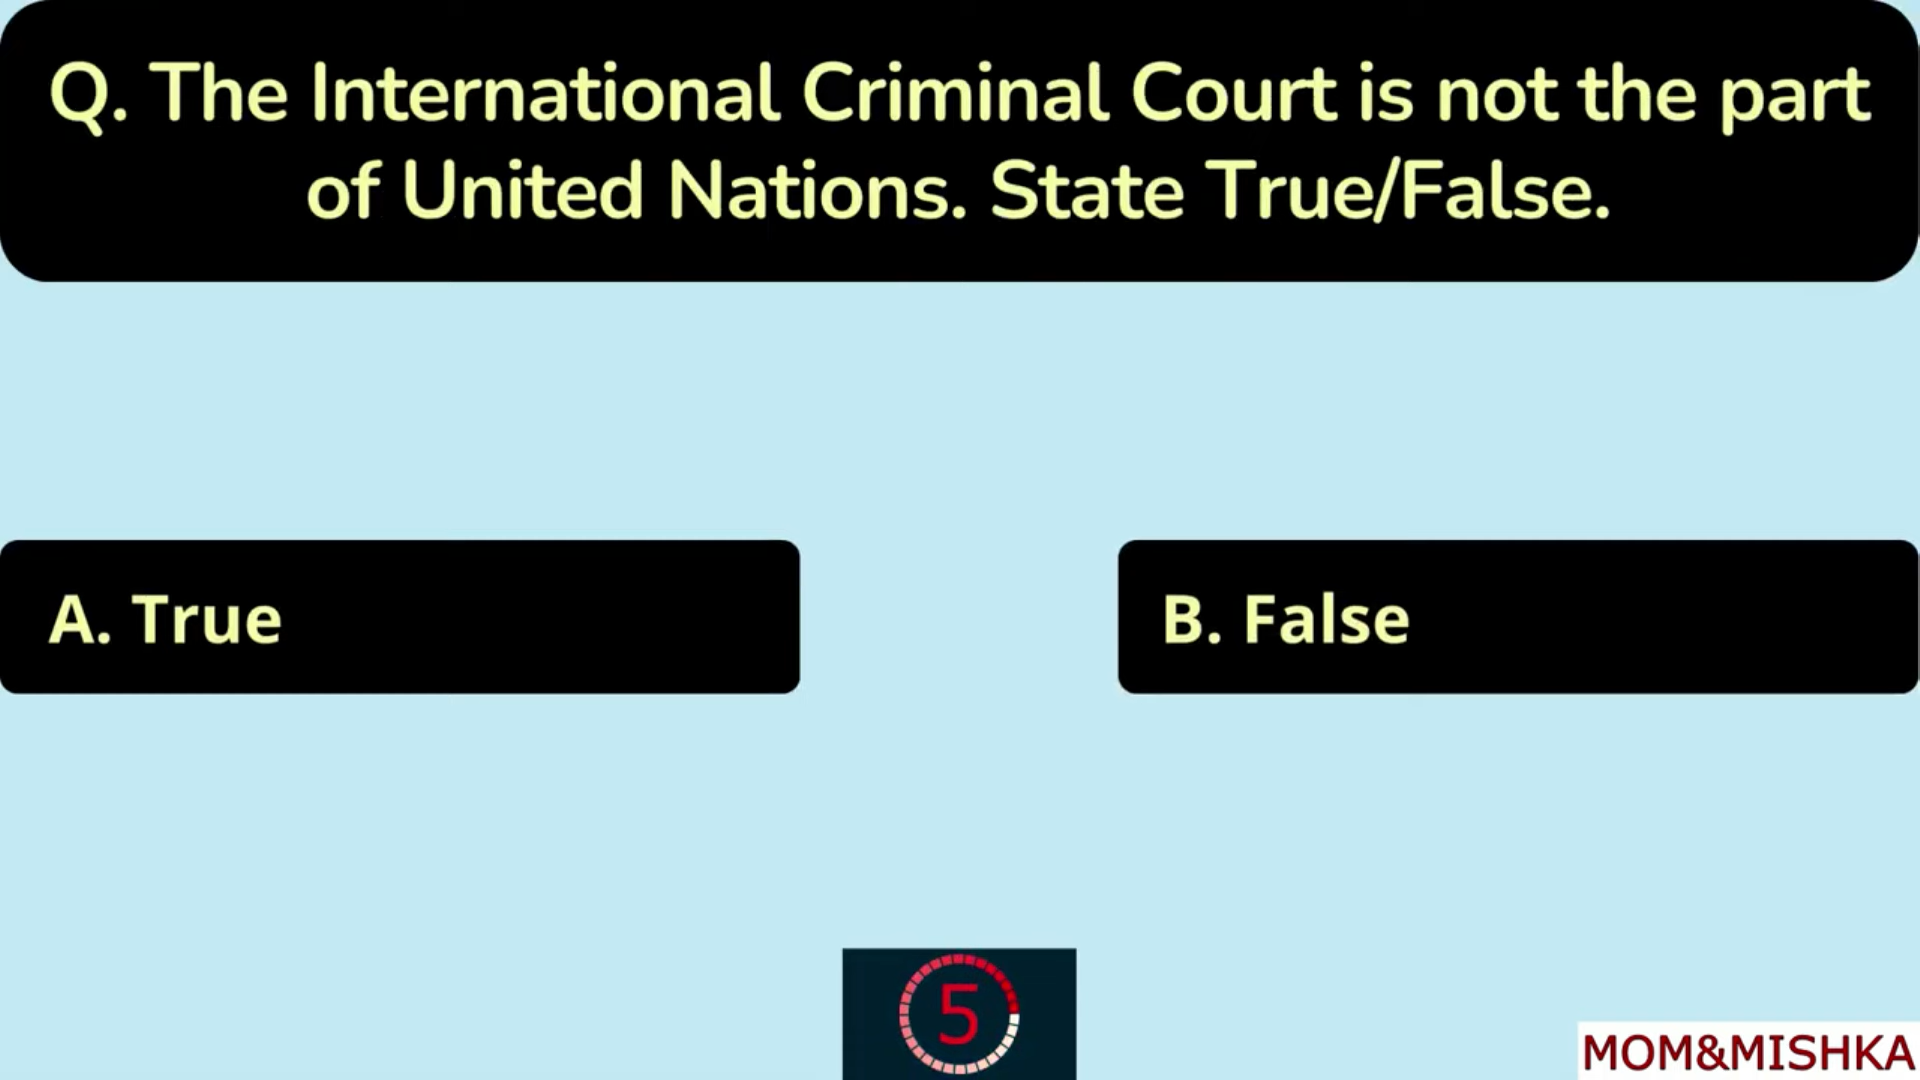 Q. The International Criminal Court is not the part
of United Nations. State True/False.
A. True
B. False
5
MOM&MISHKA